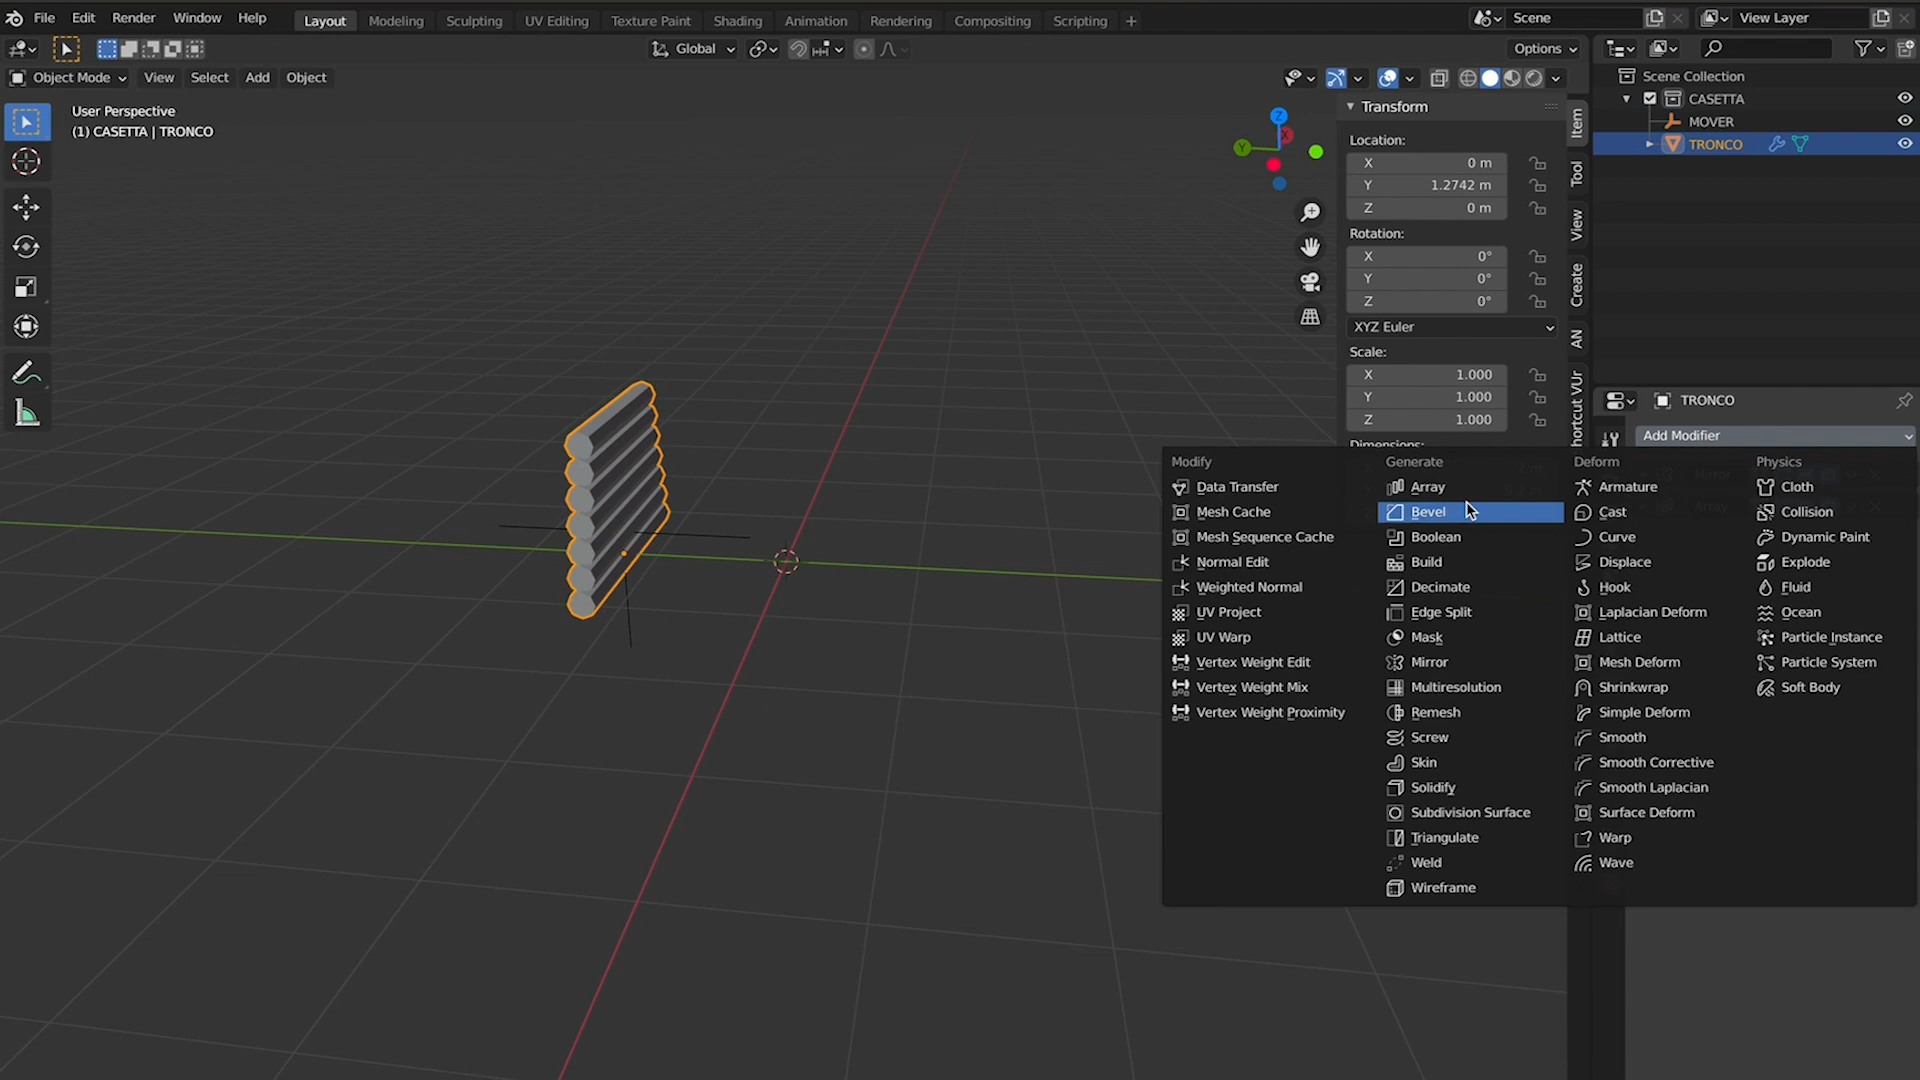 File Edit Render Window Help Layout Modeling Sculpting UV Editing Texture Paint Shading Animation Rendering Compositing Scripting + Scene View Layer
Global Options
Object Mode View Select Add Object
User Perspective
(1) CASETTA | TRONCO
Z
X
Y
Transform
Location:
X 0 m
Y 1.2742 m
Z 0 m
Rotation:
X 0°
Y 0°
Z 0°
XYZ Euler
Scale:
X 1.000
Y 1.000
Z 1.000
Dimensions:
Item
Tool
View
Create
AN
hortcut VUr
Scene Collection
CASETTA
MOVER
TRONCO
TRONCO
Add Modifier
Modify
Data Transfer
Mesh Cache
Mesh Sequence Cache
Normal Edit
Weighted Normal
UV Project
UV Warp
Vertex Weight Edit
Vertex Weight Mix
Vertex Weight Proximity
Generate
Array
Bevel
Boolean
Build
Decimate
Edge Split
Mask
Mirror
Multiresolution
Remesh
Screw
Skin
Solidify
Subdivision Surface
Triangulate
Weld
Wireframe
Deform
Armature
Cast
Curve
Displace
Hook
Laplacian Deform
Lattice
Mesh Deform
Shrinkwrap
Simple Deform
Smooth
Smooth Corrective
Smooth Laplacian
Surface Deform
Warp
Wave
Physics
Cloth
Collision
Dynamic Paint
Explode
Fluid
Ocean
Particle Instance
Particle System
Soft Body